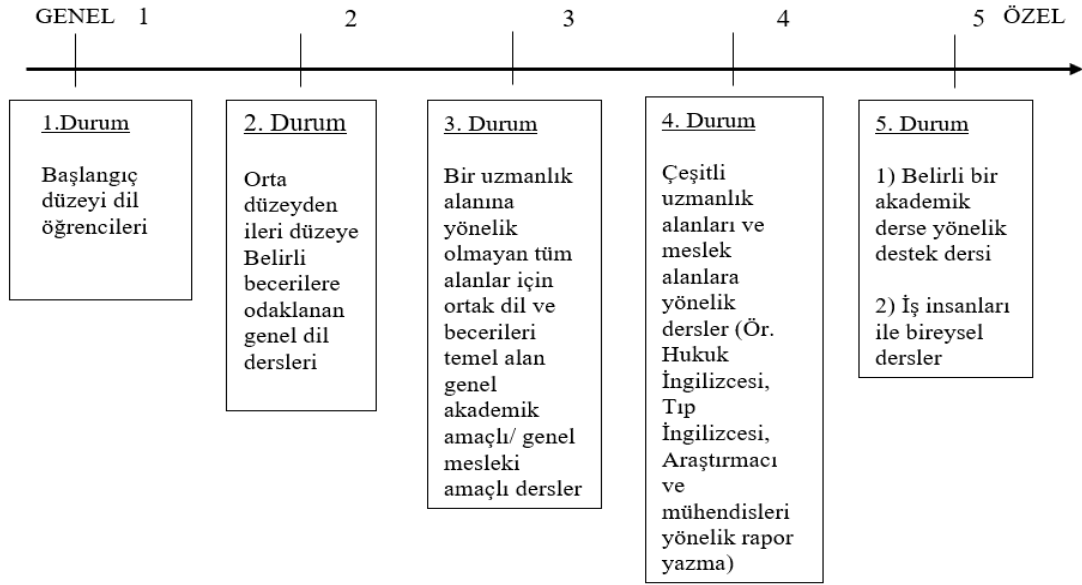 GENEL 1 2 3 4 5 ÖZEL
1.Durum
Başlangıç
düzeyi dil
öğrencileri
2. Durum
Orta
düzeyden
ileri düzeye
Belirli
becerilere
odaklanan
genel dil
dersleri
3. Durum
Bir uzmanlık
alanına
yönelik
olmayan tüm
alanlar için
ortak dil ve
becerileri
temel alan
genel
akademik
amaçlı/ genel
mesleki
amaçlı dersler
4. Durum
Çeşitli
uzmanlık
alanları ve
meslek
alanlara
yönelik
dersler (Ör.
Hukuk
İngilizcesi,
Tıp
İngilizcesi,
Araştırmacı
ve
mühendisleri
yönelik rapor
yazma)
5. Durum
1) Belirli bir
akademik
derse yönelik
destek dersi
2) İş insanları
ile bireysel
dersler